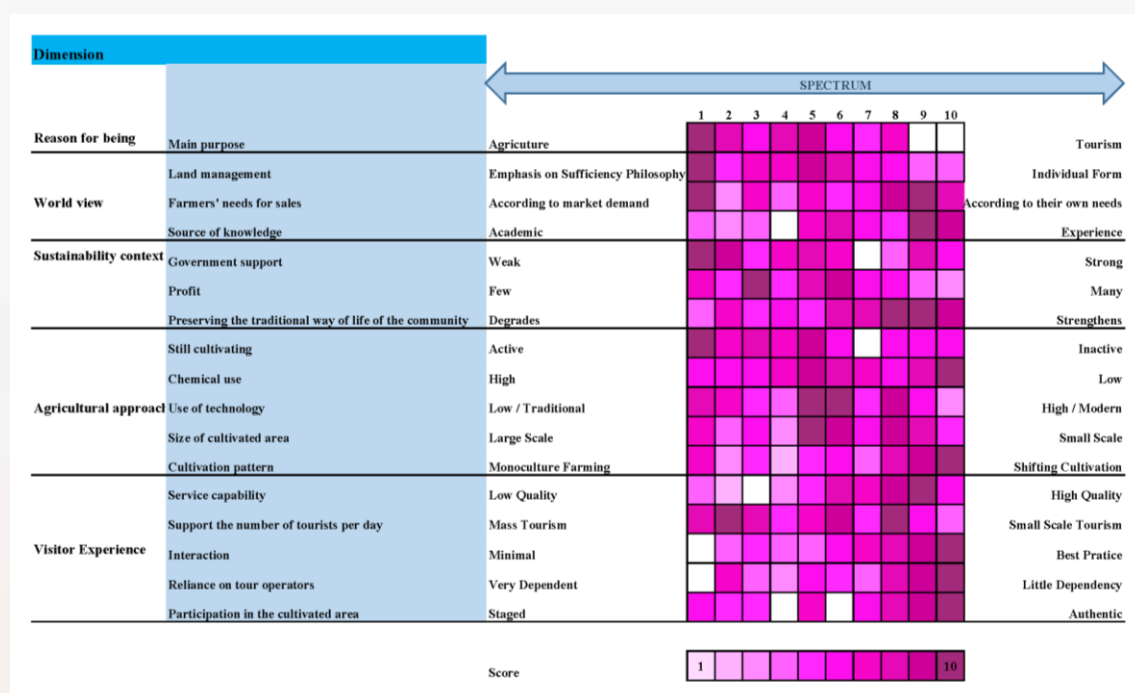 Dimension
SPECTRUM
1 2 3 4 5 6 7 8 9 10
Reason for being Main purpose Agricuture Tourism
Land management Emphasis on Sufficiency Philosophy Individual Form
World view Farmers' needs for sales According to market demand According to their own needs
Source of knowledge Academic Experience
Sustainability context Government support Weak Strong
Profit Few Many
Preserving the traditional way of life of the community Degrades Strengthens
Still cultivating Active Inactive
Chemical use High Low
Agricultural approacl Use of technology Low / Traditional High / Modern
Size of cultivated area Large Scale Small Scale
Cultivation pattern Monoculture Farming Shifting Cultivation
Service capability Low Quality High Quality
Support the number of tourists per day Mass Tourism Small Scale Tourism
Visitor Experience Interaction Minimal Best Pratice
Reliance on tour operators Very Dependent Little Dependency
Participation in the cultivated area Staged Authentic
Score 1 10